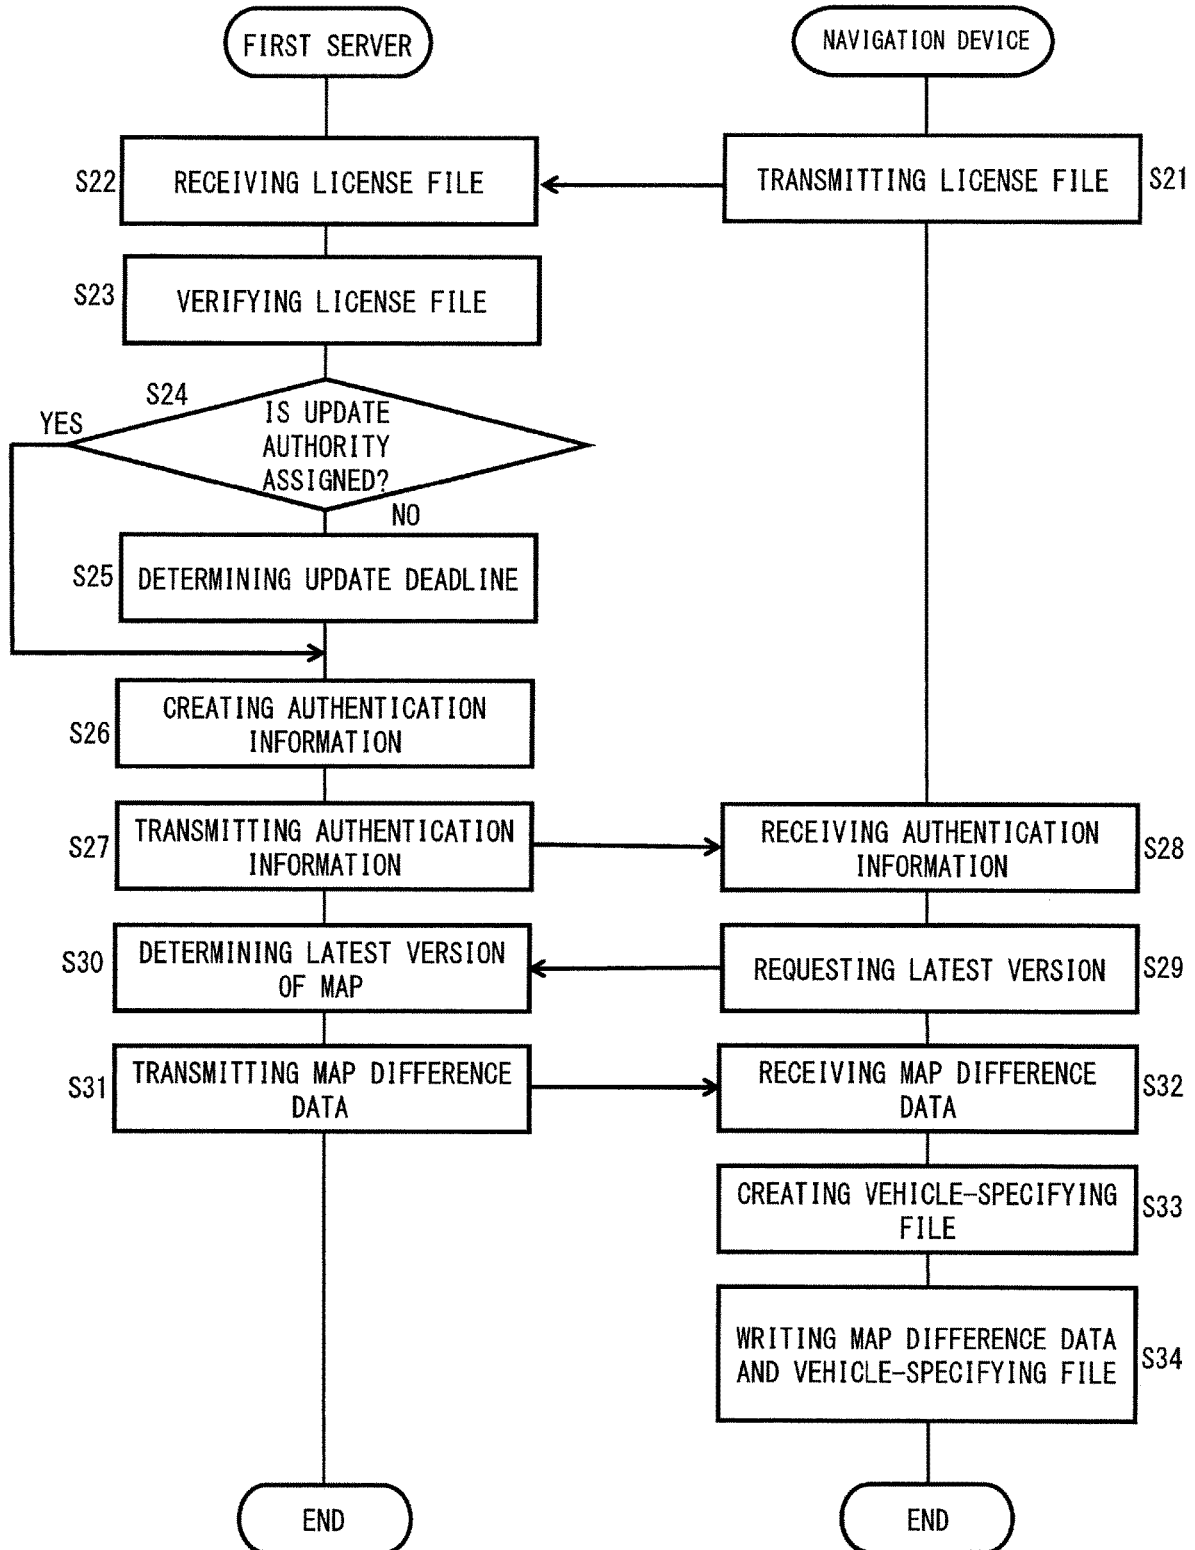 FIRST SERVER
NAVIGATION DEVICE
S22
RECEIVING LICENSE FILE
TRANSMITTING LICENSE FILE
S21
S23
VERIFYING LICENSE FILE
S24
YES
IS UPDATE
AUTHORITY
ASSIGNED?
NO
S25
DETERMINING UPDATE DEADLINE
S26
CREATING AUTHENTICATION
INFORMATION
S27
TRANSMITTING AUTHENTICATION
INFORMATION
RECEIVING AUTHENTICATION
INFORMATION
S28
S30
DETERMINING LATEST VERSION
OF MAP
REQUESTING LATEST VERSION
S29
S31
TRANSMITTING MAP DIFFERENCE
DATA
RECEIVING MAP DIFFERENCE
DATA
S32
CREATING VEHICLE-SPECIFYING
FILE
S33
WRITING MAP DIFFERENCE DATA
AND VEHICLE-SPECIFYING FILE
S34
END
END